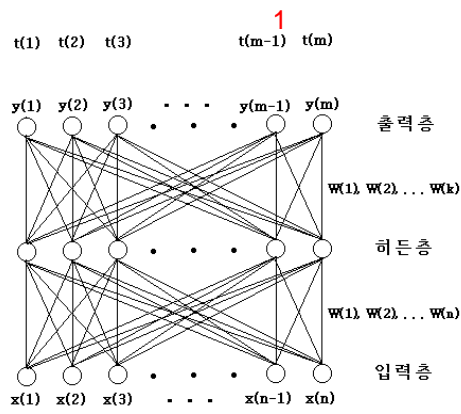 1
t(1) t(2) t(3) t(m-1) t(m)
y(1) y(2) y(3) - - - y(m-1) y(m)
출력층
W(1), W(2), . . . W(k)
히든층
W(1), W(2), . . . W(n)
입력층
x(1) x(2) x(3) - - - x(n-1) x(n)